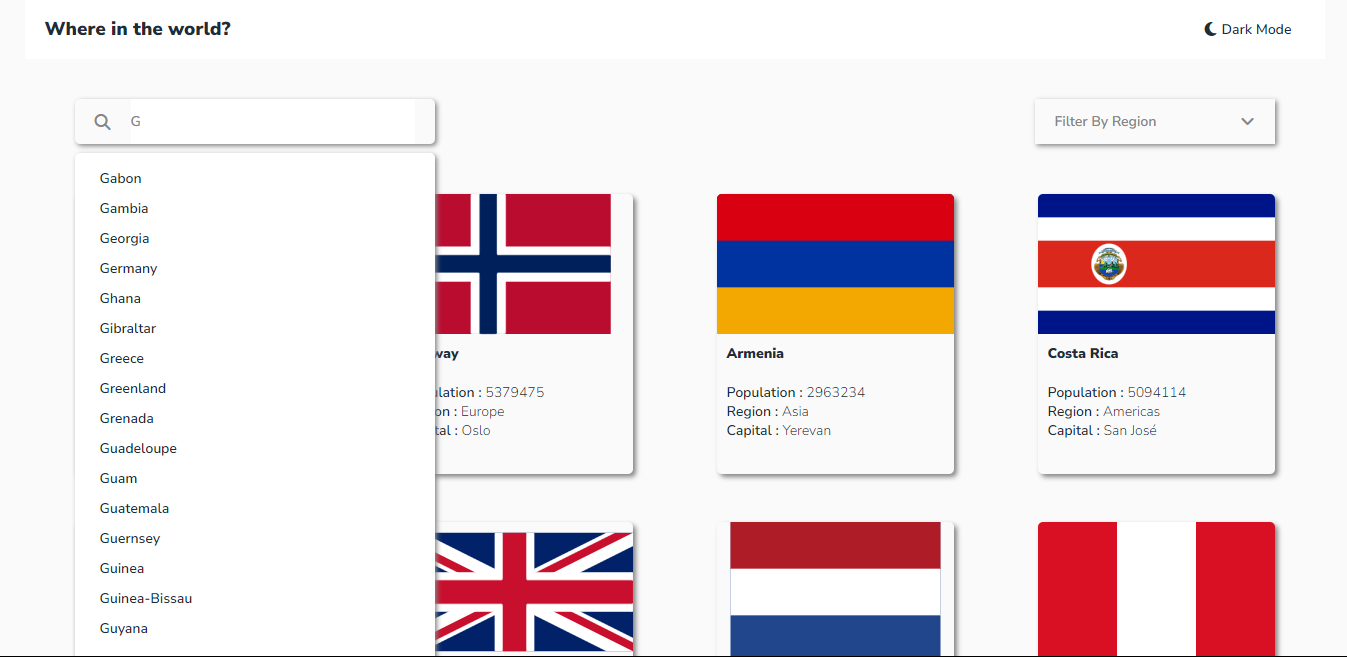 Where in the world?
Dark Mode
G
Filter By Region
Gabon
Gambia
Georgia
Germany
Ghana
Gibraltar
Greece
Greenland
Grenada
Guadeloupe
Guam
Guatemala
Guernsey
Guinea
Guinea-Bissau
Guyana
way
lation : 5379475
on : Europe
tal : Oslo
Armenia
Population : 2963234
Region : Asia
Capital : Yerevan
Costa Rica
Population : 5094114
Region : Americas
Capital : San José